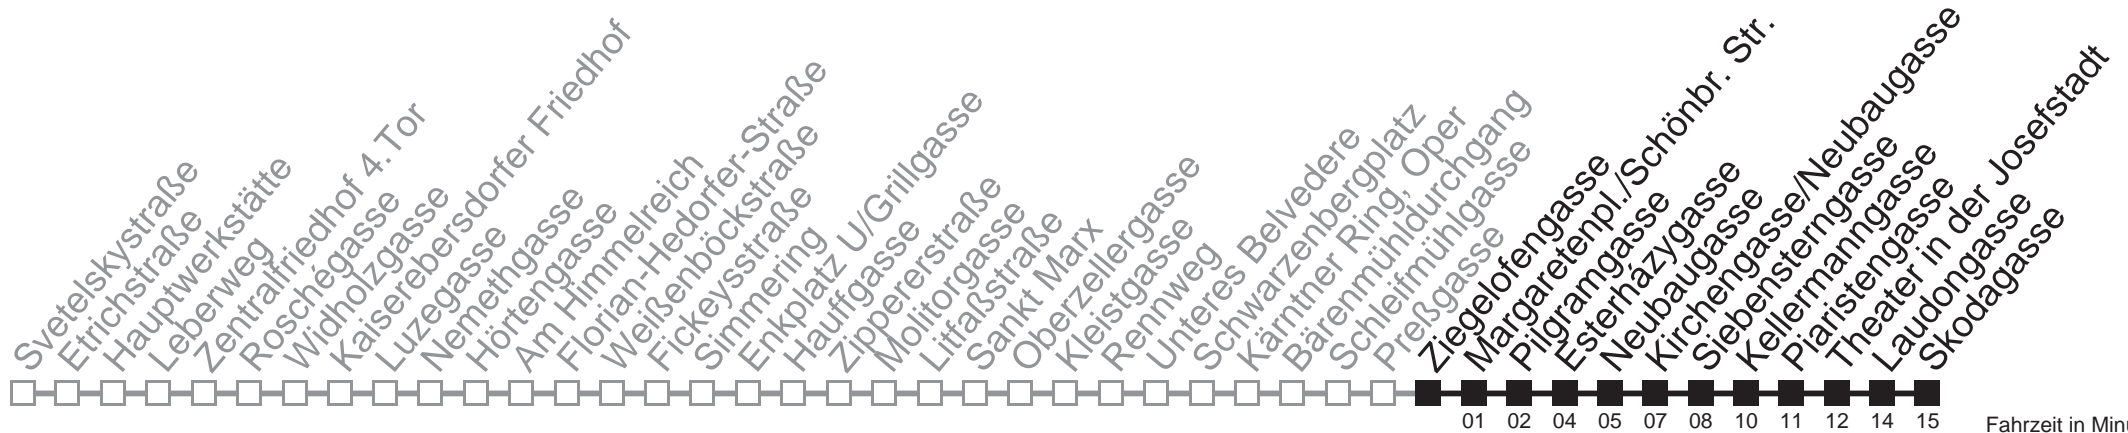 Svetelskystraße
Etrichstraße
Hauptwerkstätte
Leberweg
Zentralfriedhof 4.Tor
Roschégasse
Widholzgasse
Kaiserebersdorfer Friedhof
Luzegasse
Nemethgasse
Hörtengasse
Am Himmelreich
Florian-Hedorfer-Straße
Weißenböckstraße
Fickeysstraße
Simmering
Enkplatz U/Grillgasse
Hauffgasse
Zippererstraße
Molitorgasse
Litfaßstraße
Sankt Marx
Oberzellergasse
Kleistgasse
Rennweg
Unteres Belvedere
Schwarzenbergplatz
Kärntner Ring, Oper
Bärenmühldurchgang
Schleifmühlgasse
Preßgasse
Ziegelofengasse
Margaretenpl./Schönbr. Str.
Pilgramgasse
Esterházygasse
Neubaugasse
Kirchengasse/Neubaugasse
Siebensterngasse
Kellermanngasse
Piaristengasse
Theater in der Josefstadt
Laudongasse
Skodagasse
01 02 04 05 07 08 10 11 12 14 15
Fahrzeit in Min